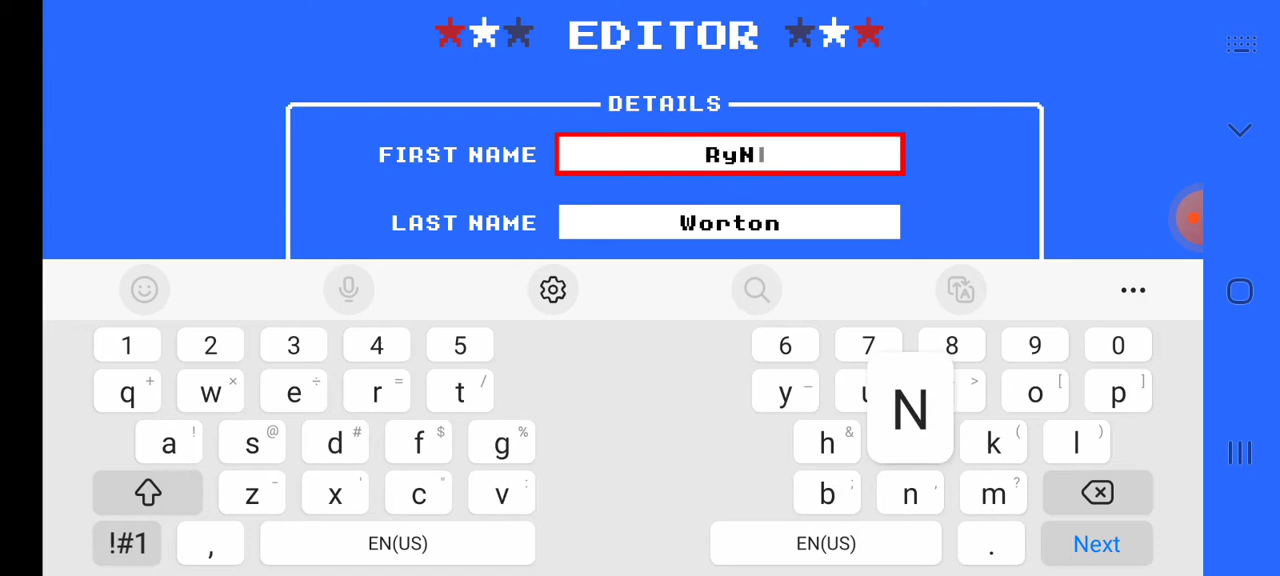 EDITOR
DETAILS
FIRST NAME RyN
LAST NAME Worton
1 2 3 4 5 6 7 8 9 0
q + w × e ÷ r = t / y - u > o [ p ]
N
a ! s @ d # f $ g % h & k ( l )
z - x ' c " v : b ; n , m ?
!#1 , EN(US) EN(US) . Next